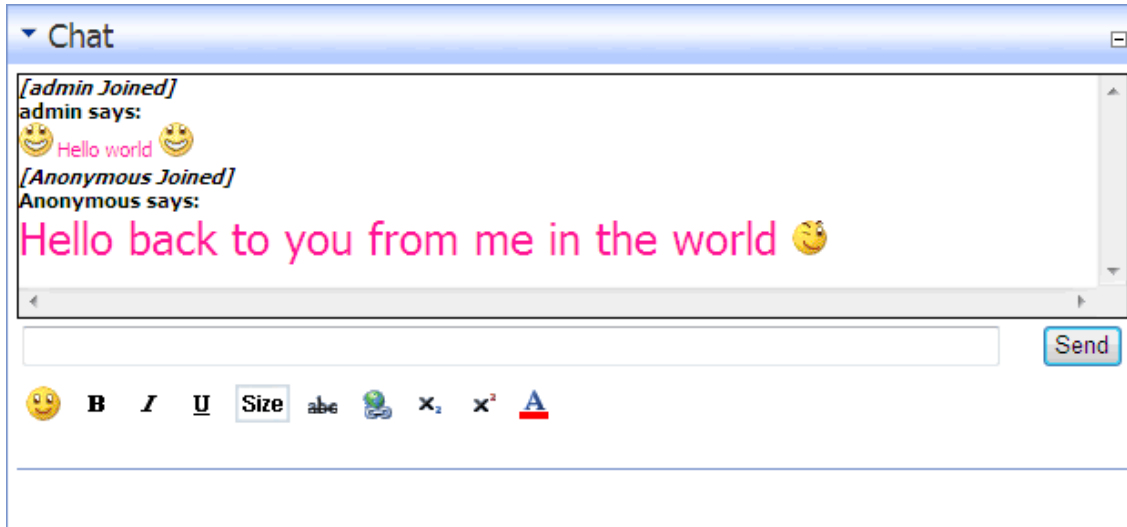 Chat
[admin Joined]
admin says:
Hello world
[Anonymous Joined]
Anonymous says:
Hello back to you from me in the world
Send
B I U Size abc x₂ x² A